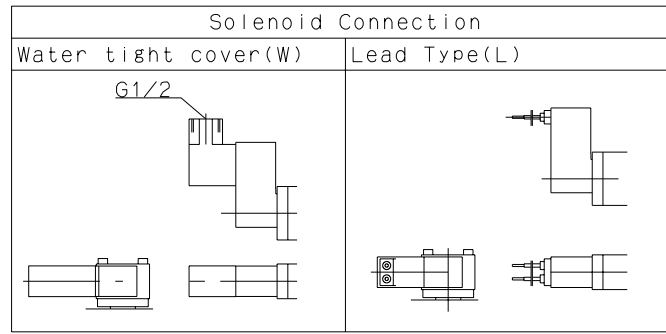 Solenoid Connection
Water tight cover(W)
Lead Type(L)
G1/2